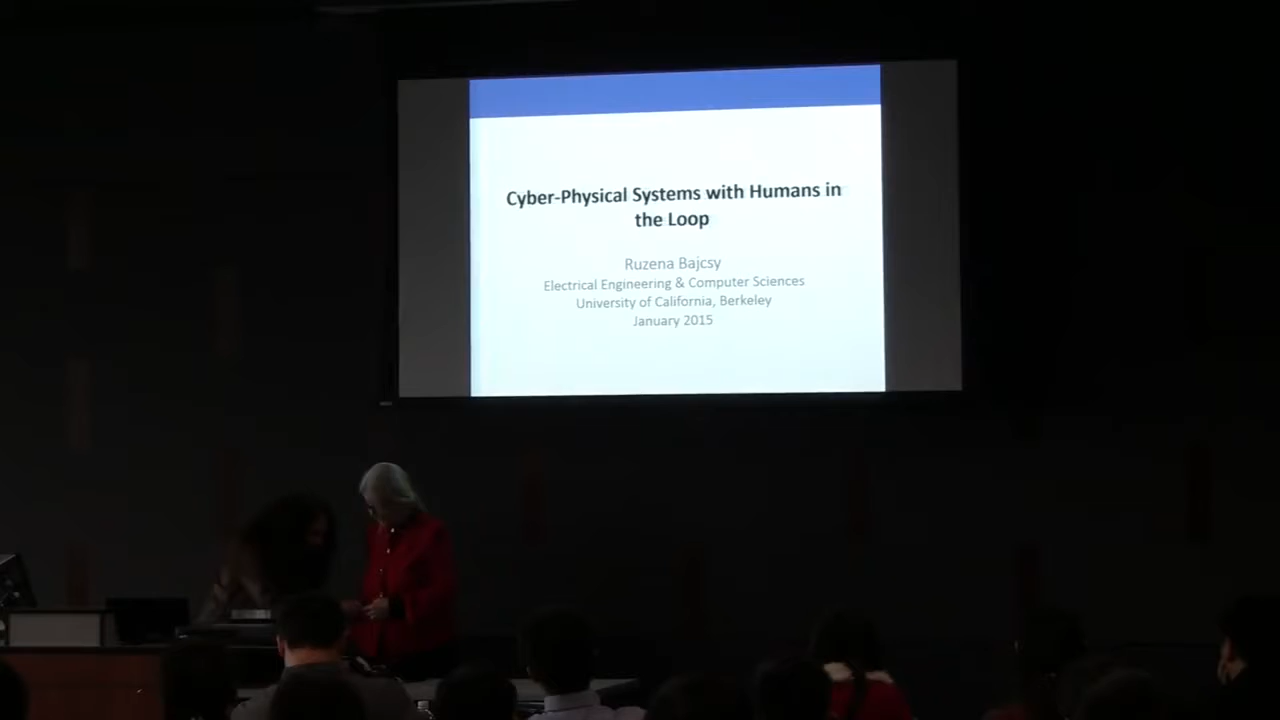 Cyber-Physical Systems with Humans in
the Loop
Ruzena Bajcsy
Electrical Engineering & Computer Sciences
University of California, Berkeley
January 2015